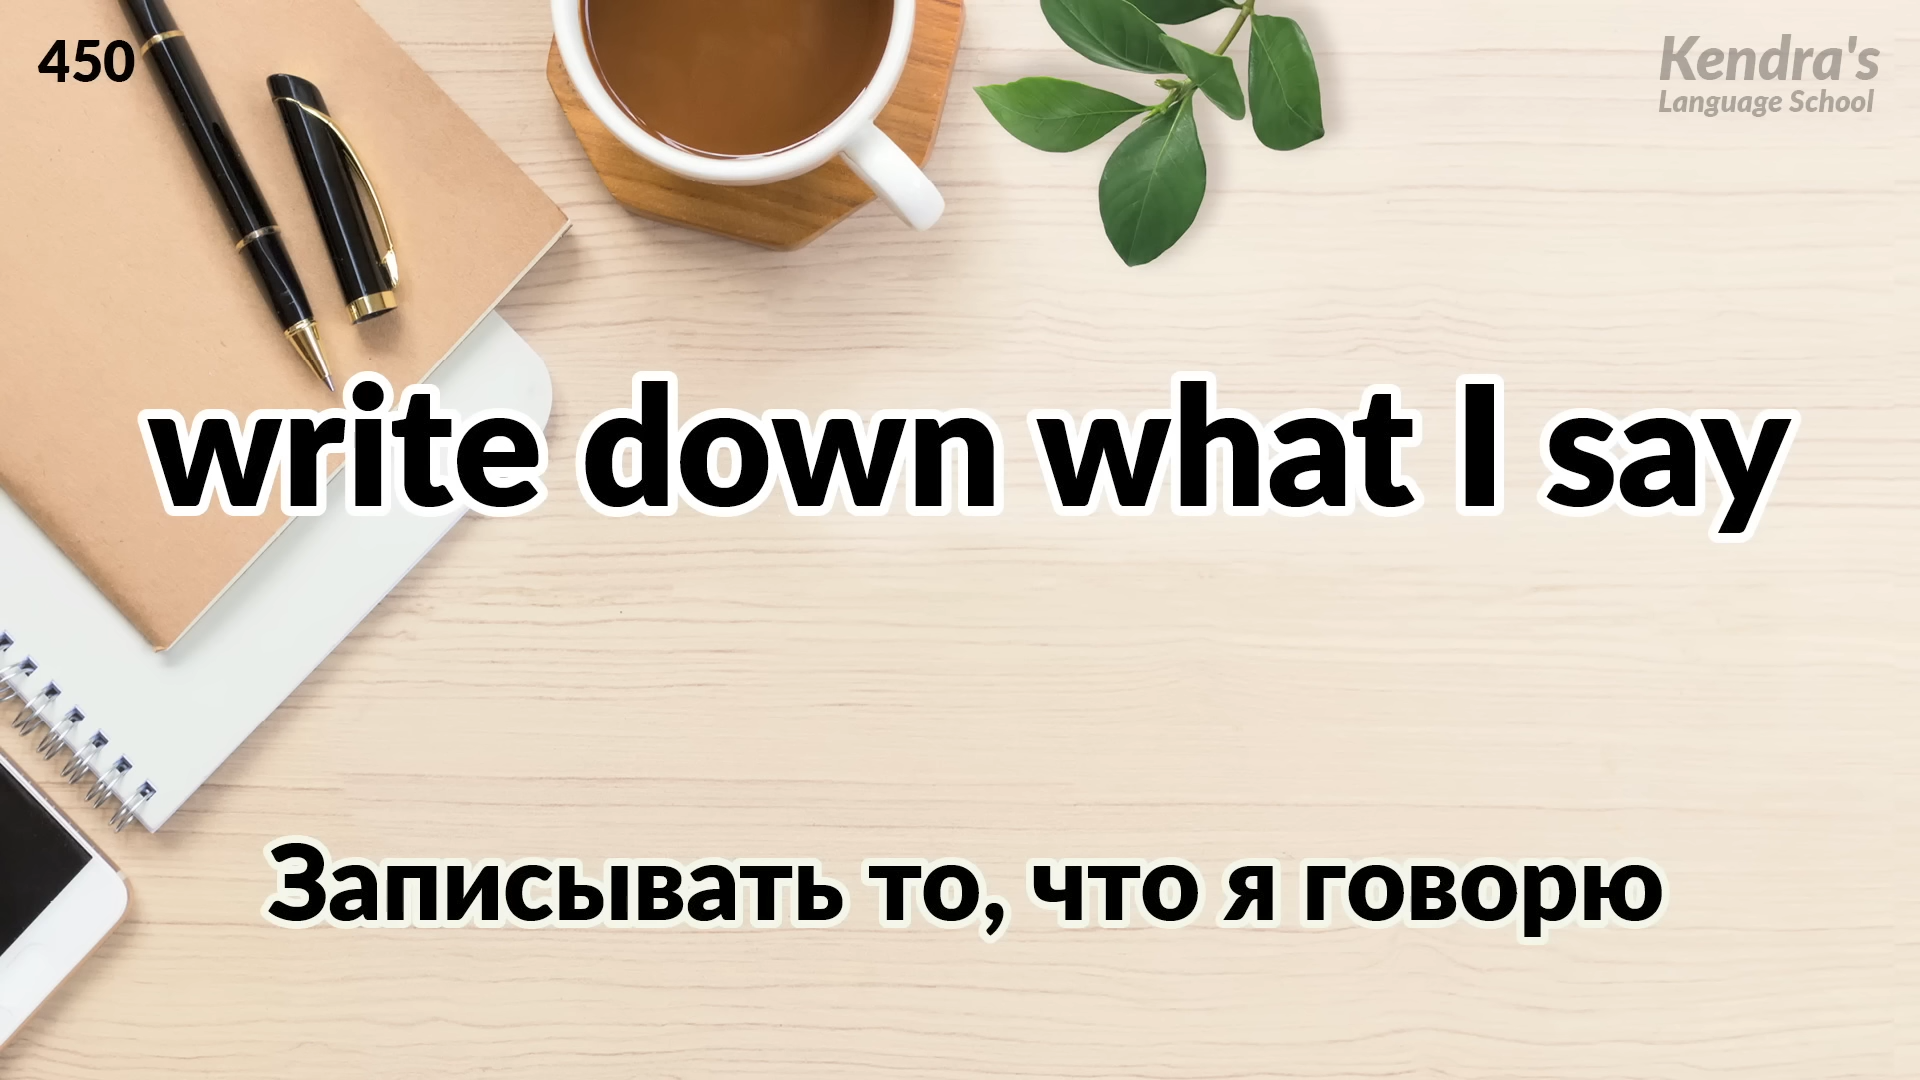 450
Kendra's
Language School
write down what I say
Записывать то, что я говорю